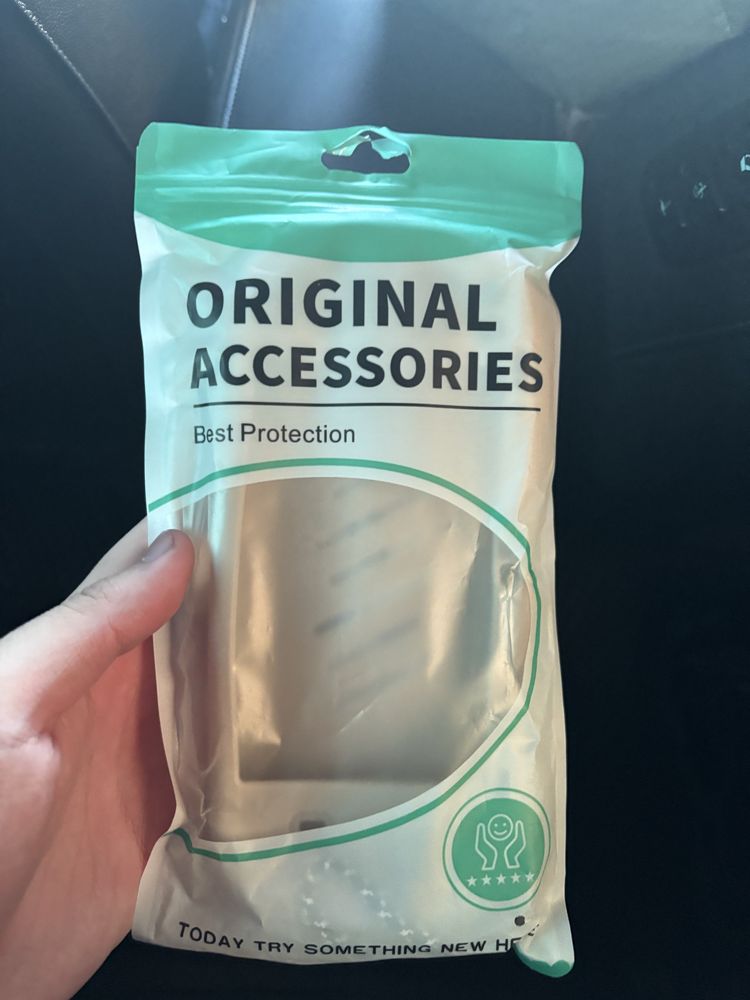 ORIGINAL
ACCESSORIES
Best Protection
TODAY TRY SOMETHING NEW